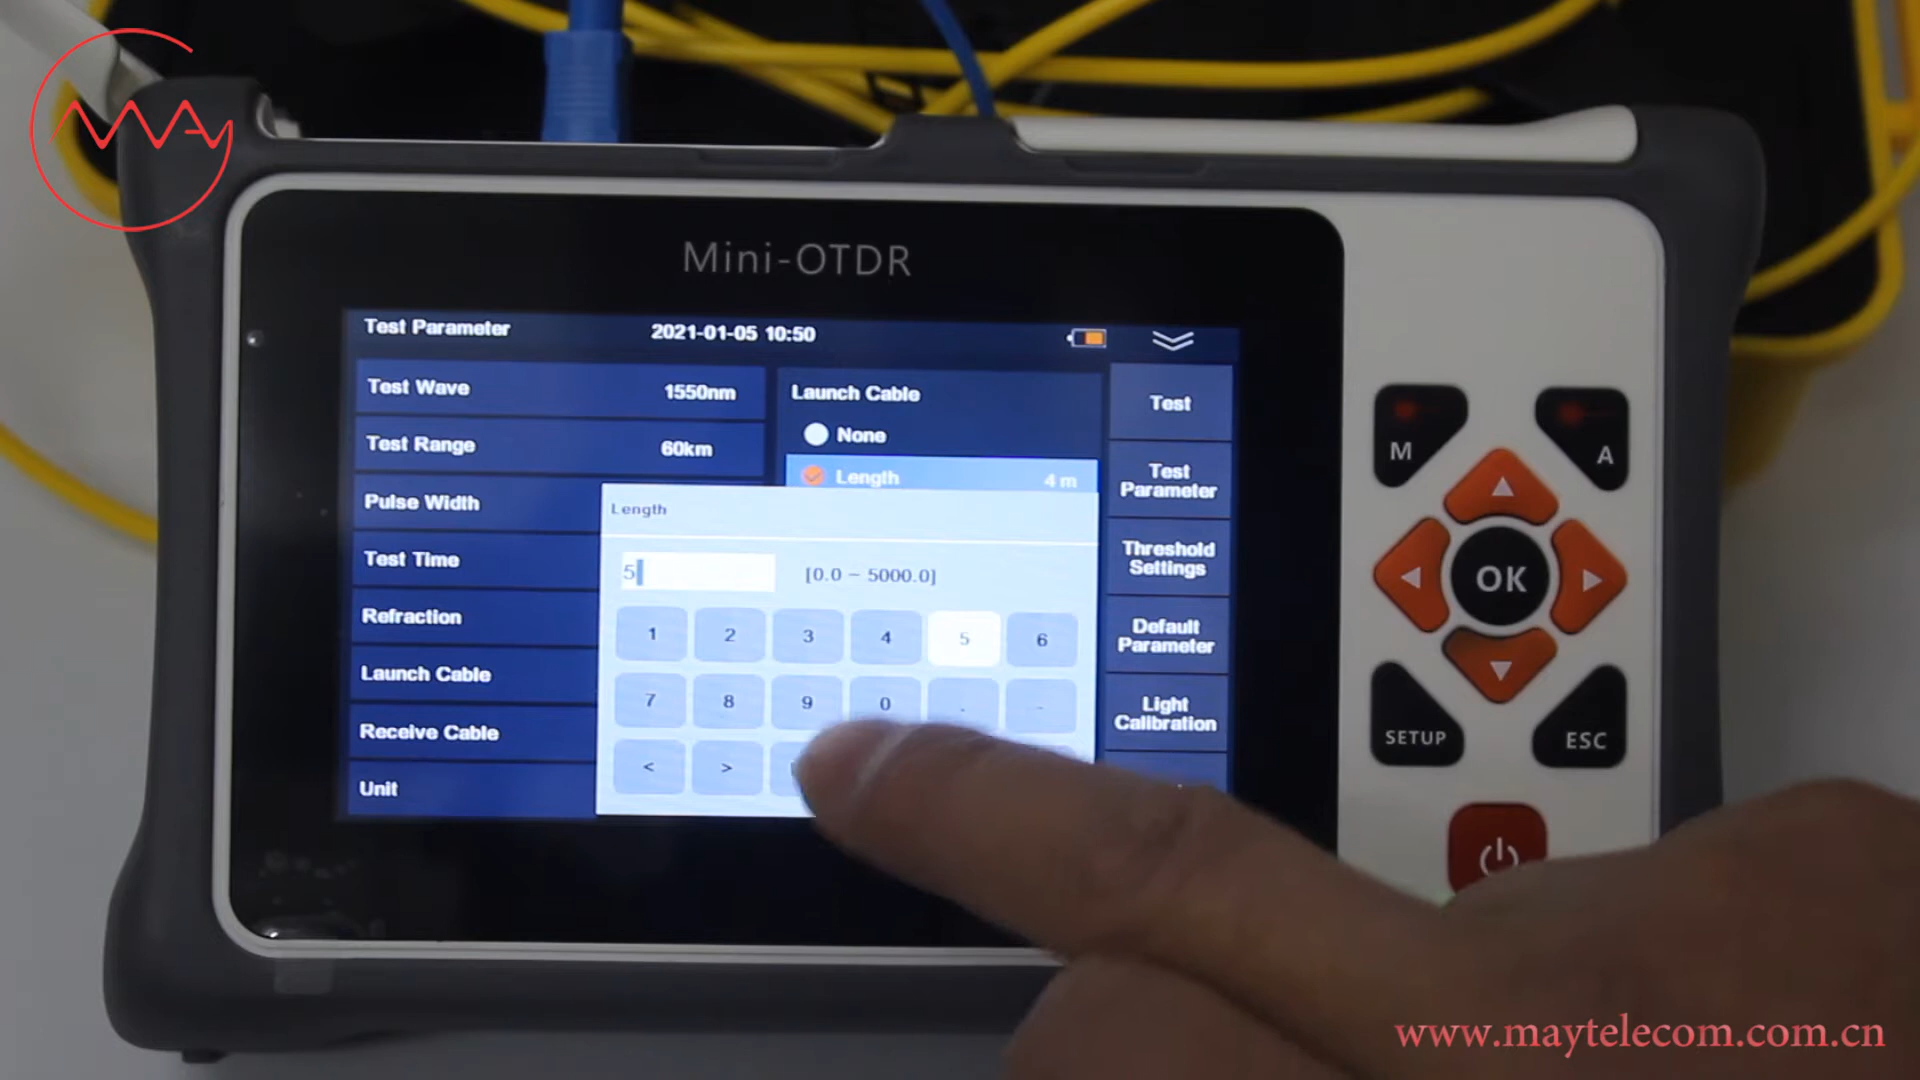 MAY
Mini-OTDR
Test Parameter 2021-01-05 10:50
Test Wave 1550nm
Test Range 60km
Pulse Width
Test Time
Refraction
Launch Cable
Receive Cable
Unit
Launch Cable
None
Length 4 m
Length
5 [0.0 - 5000.0]
1 2 3 4 5 6
7 8 9 0 . -
< >
Test
Test
Parameter
Threshold
Settings
Default
Parameter
Light
Calibration
M A
OK
SETUP ESC
www.maytelecom.com.cn